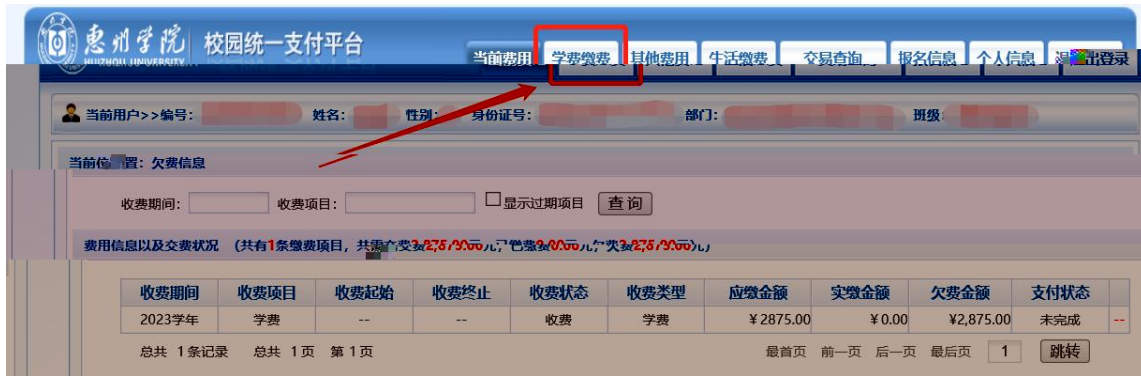 惠州学院 校园统一支付平台
HUIZHOU UNIVERSITY
当前费用 学费缴费 其他费用 生活缴费 交易查询 报名信息 个人信息 退出登录
当前用户>>编号： 姓名： 性别： 身份证号： 部门： 班级：
当前位置：欠费信息
收费期间： 收费项目： 显示过期项目 查询
费用信息以及交费状况 （共有1条缴费项目，
收费期间 收费项目 收费起始 收费终止 收费状态 收费类型 应缴金额 实缴金额 欠费金额 支付状态
2023学年 学费 -- -- 收费 学费 ¥2875.00 ¥0.00 ¥2,875.00 未完成 --
总共 1条记录 总共 1页 第1页 最首页 前一页 后一页 最后页 1 跳转